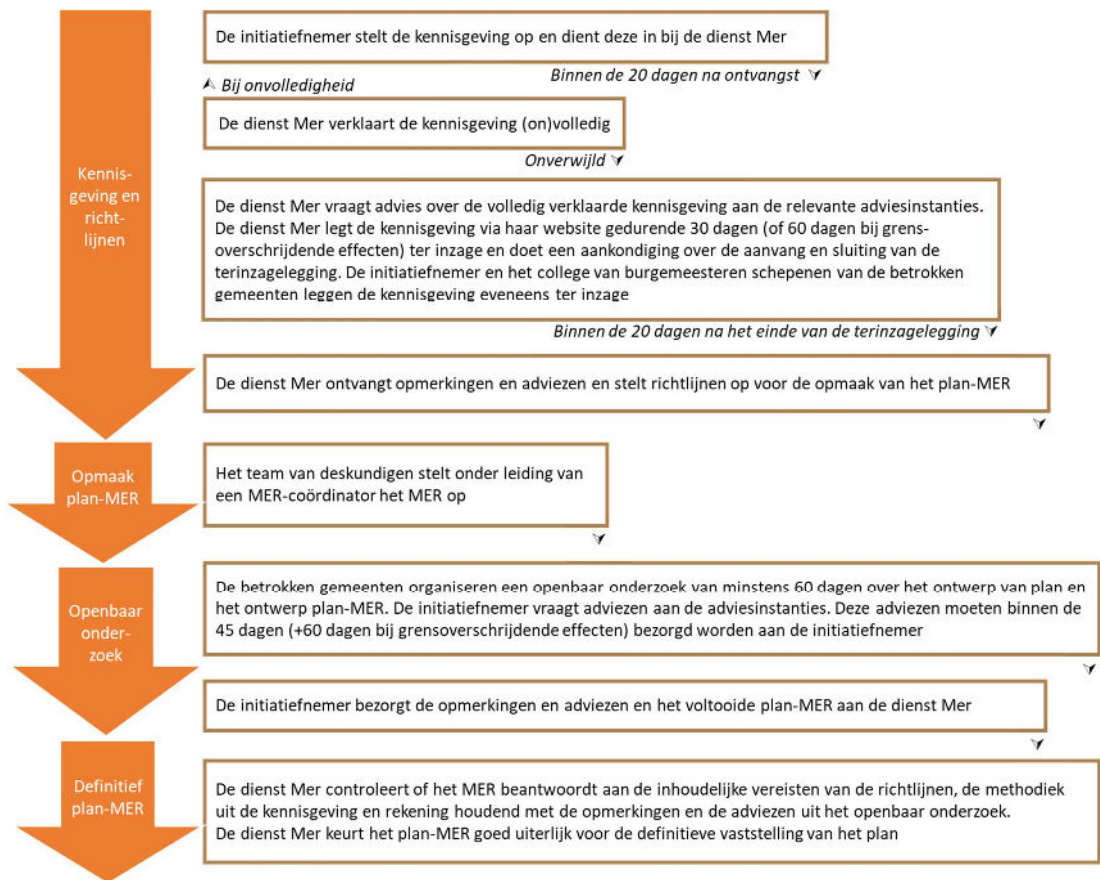 De initiatiefnemer stelt de kennisgeving op en dient deze in bij de dienst Mer
Binnen de 20 dagen na ontvangst
Bij onvolledigheid
De dienst Mer verklaart de kennisgeving (on)volledig
Onverwijld
Kennis-
geving en
richt-
lijnen
De dienst Mer vraagt advies over de volledig verklaarde kennisgeving aan de relevante adviesinstanties.
De dienst Mer legt de kennisgeving via haar website gedurende 30 dagen (of 60 dagen bij grens-
overschrijdende effecten) ter inzage en doet een aankondiging over de aanvang en sluiting van de
terinzagelegging. De initiatiefnemer en het college van burgemeesteren schepenen van de betrokken
gemeenten leggen de kennisgeving eveneens ter inzage
Binnen de 20 dagen na het einde van de terinzagelegging
De dienst Mer ontvangt opmerkingen en adviezen en stelt richtlijnen op voor de opmaak van het plan-MER
Opmaak
plan-MER
Het team van deskundigen stelt onder leiding van
een MER-coördinator het MER op
Openbaar
onder-
zoek
De betrokken gemeenten organiseren een openbaar onderzoek van minstens 60 dagen over het ontwerp van plan en
het ontwerp plan-MER. De initiatiefnemer vraagt adviezen aan de adviesinstanties. Deze adviezen moeten binnen de
45 dagen (+60 dagen bij grensoverschrijdende effecten) bezorgd worden aan de initiatiefnemer
De initiatiefnemer bezorgt de opmerkingen en adviezen en het voltooide plan-MER aan de dienst Mer
Definitief
plan-MER
De dienst Mer controleert of het MER beantwoordt aan de inhoudelijke vereisten van de richtlijnen, de methodiek
uit de kennisgeving en rekening houdend met de opmerkingen en de adviezen uit het openbaar onderzoek.
De dienst Mer keurt het plan-MER goed uiterlijk voor de definitieve vaststelling van het plan